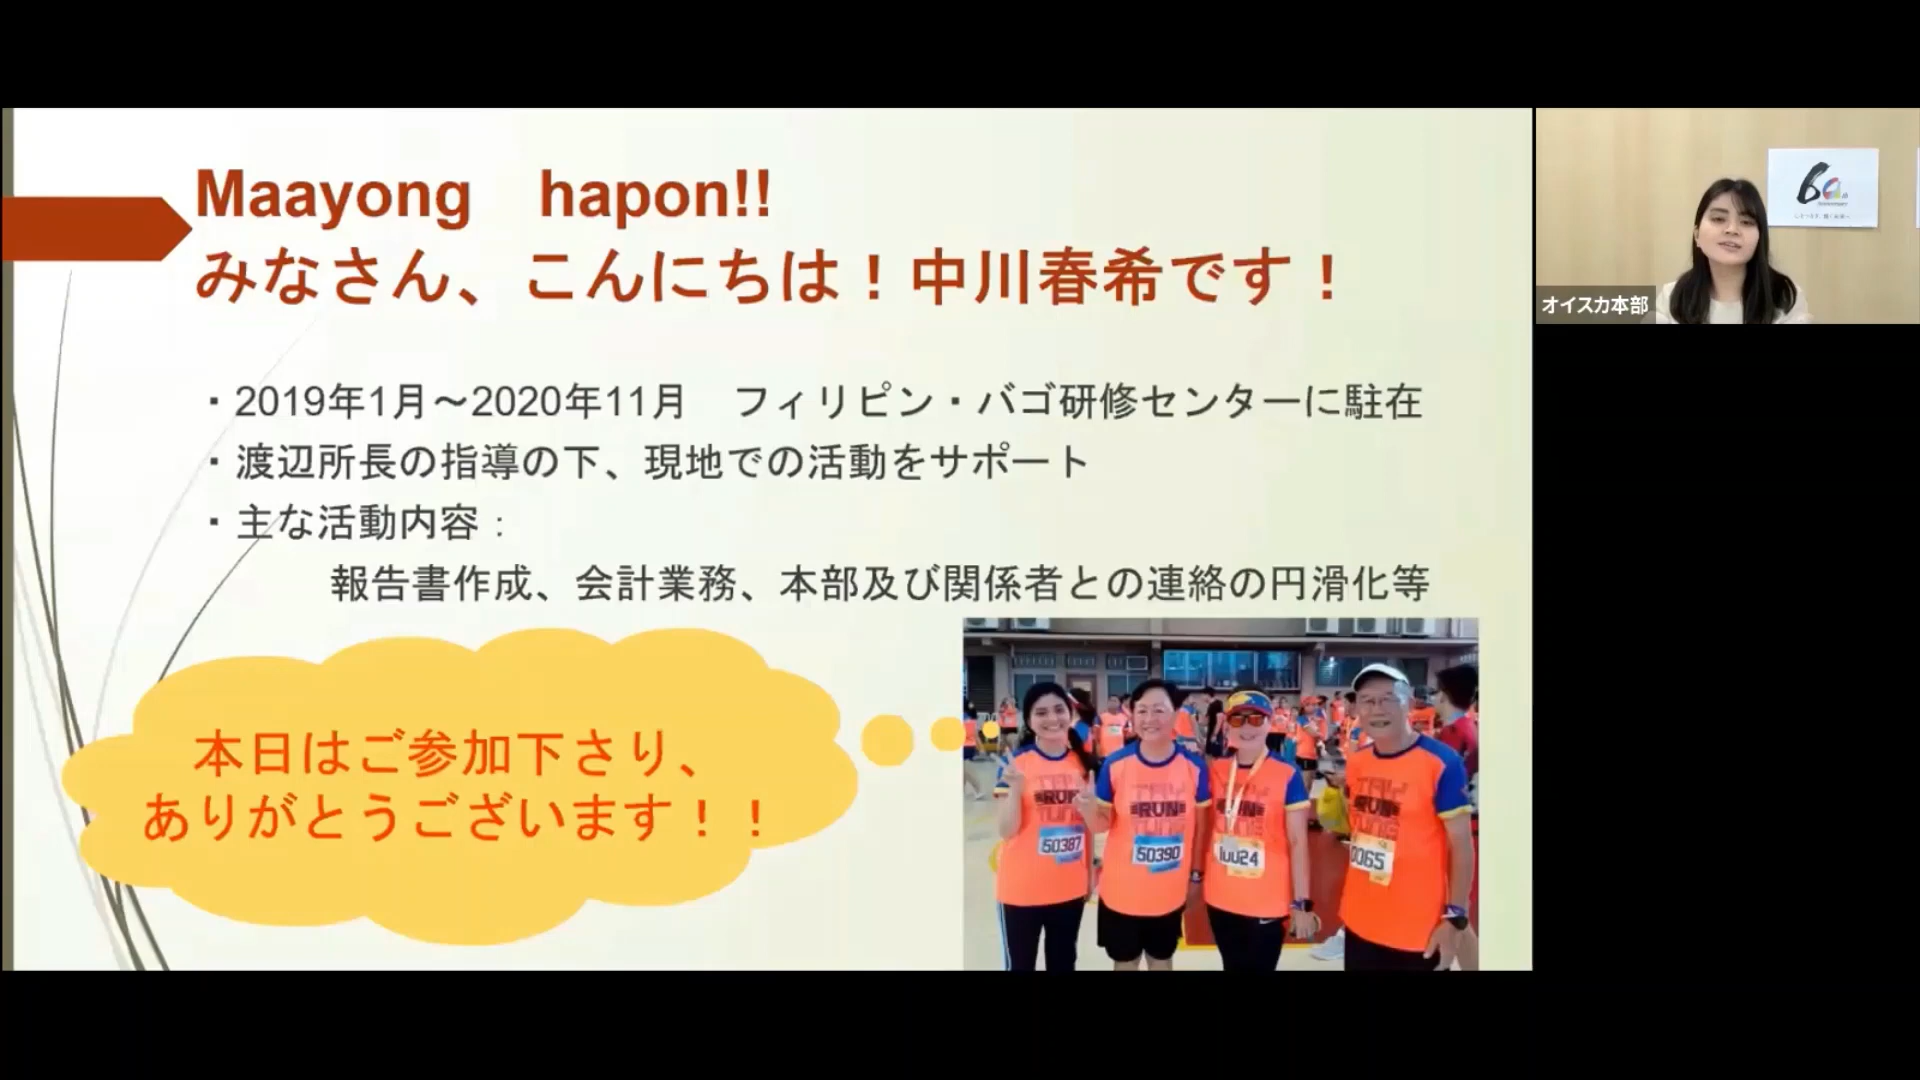 Maayong　hapon!!
みなさん、こんにちは！中川春希です！
・2019年1月～2020年11月　フィリピン・バゴ研修センターに駐在
・渡辺所長の指導の下、現地での活動をサポート
・主な活動内容：
報告書作成、会計業務、本部及び関係者との連絡の円滑化等
本日はご参加下さり、
ありがとうございます！！
RUN
50387
RUN
50390
RUN
10024
RUN
0065
60
オイスカ本部